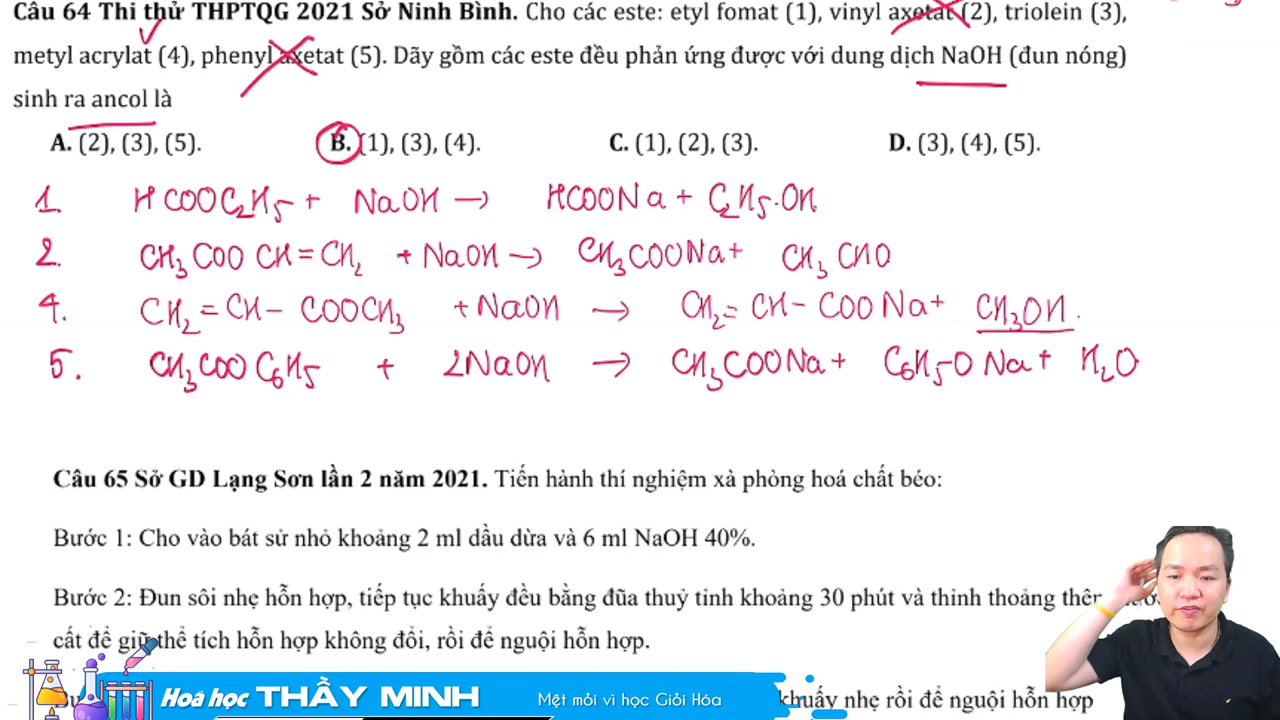 Câu 64 Thi thử THPTQG 2021 Sở Ninh Bình. Cho các este: etyl fomat (1), vinyl axetat (2), triolein (3),
metyl acrylat (4), phenyl axetat (5). Dãy gồm các este đều phản ứng được với dung dịch NaOH (đun nóng)
sinh ra ancol là
A. (2), (3), (5). B. (1), (3), (4). C. (1), (2), (3). D. (3), (4), (5).
1. HCOOC₂H₅ + NaOH → HCOONa + C₂H₅.OH
2. CH₃COO CH=CH₂ + NaOH → CH₃COONa + CH₃CHO
4. CH₂=CH-COOCH₃ + NaOH → CH₂=CH-COONa + CH₃OH.
5. CH₃COOC₆H₅ + 2NaOH → CH₃COONa + C₆H₅-ONa + H₂O
Câu 65 Sở GD Lạng Sơn lần 2 năm 2021. Tiến hành thí nghiệm xà phòng hoá chất béo:
Bước 1: Cho vào bát sứ nhỏ khoảng 2 ml dầu dừa và 6 ml NaOH 40%.
Bước 2: Đun sôi nhẹ hỗn hợp, tiếp tục khuấy đều bằng đũa thuỷ tinh khoảng 30 phút và thỉnh thoảng
cất để giữ thể tích hỗn hợp không đổi, rồi để nguội hỗn hợp.
khuấy nhẹ rồi để nguội hỗn hợp
Hoá học THẦY MINH Mệt mỏi vì học Giỏi Hóa